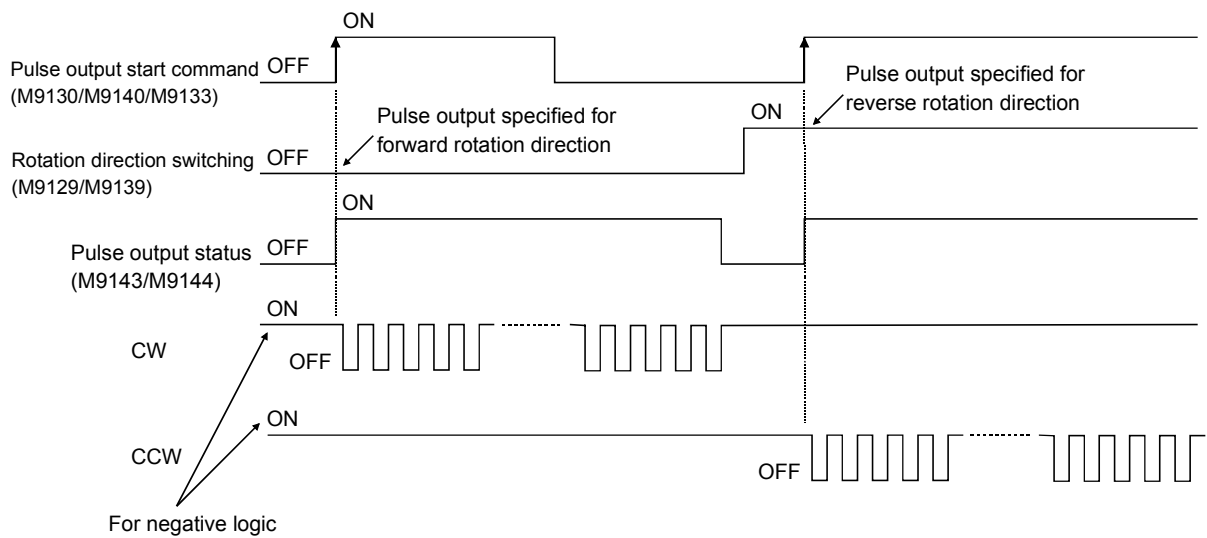 ON
Pulse output start command
(M9130/M9140/M9133)
OFF
Pulse output specified for
reverse rotation direction
Pulse output specified for
forward rotation direction
ON
Rotation direction switching
(M9129/M9139)
OFF
ON
Pulse output status
(M9143/M9144)
OFF
ON
CW
OFF
ON
CCW
OFF
For negative logic